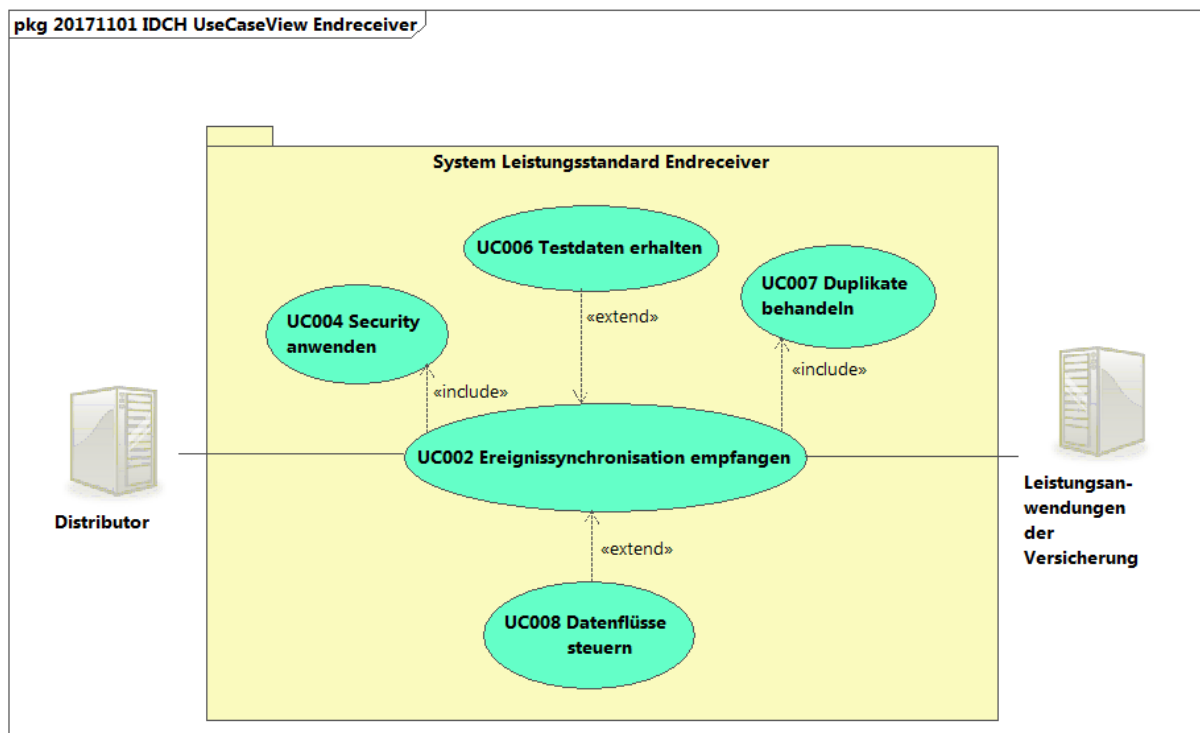 pkg 20171101 IDCH UseCaseView Endreceiver
System Leistungsstandard Endreceiver
UC006 Testdaten erhalten
UC007 Duplikate
behandeln
«extend»
UC004 Security
anwenden
«include»
«include»
UC002 Ereignissynchronisation empfangen
Distributor
Leistungsan-
wendungen
der
Versicherung
«extend»
UC008 Datenflüsse
steuern